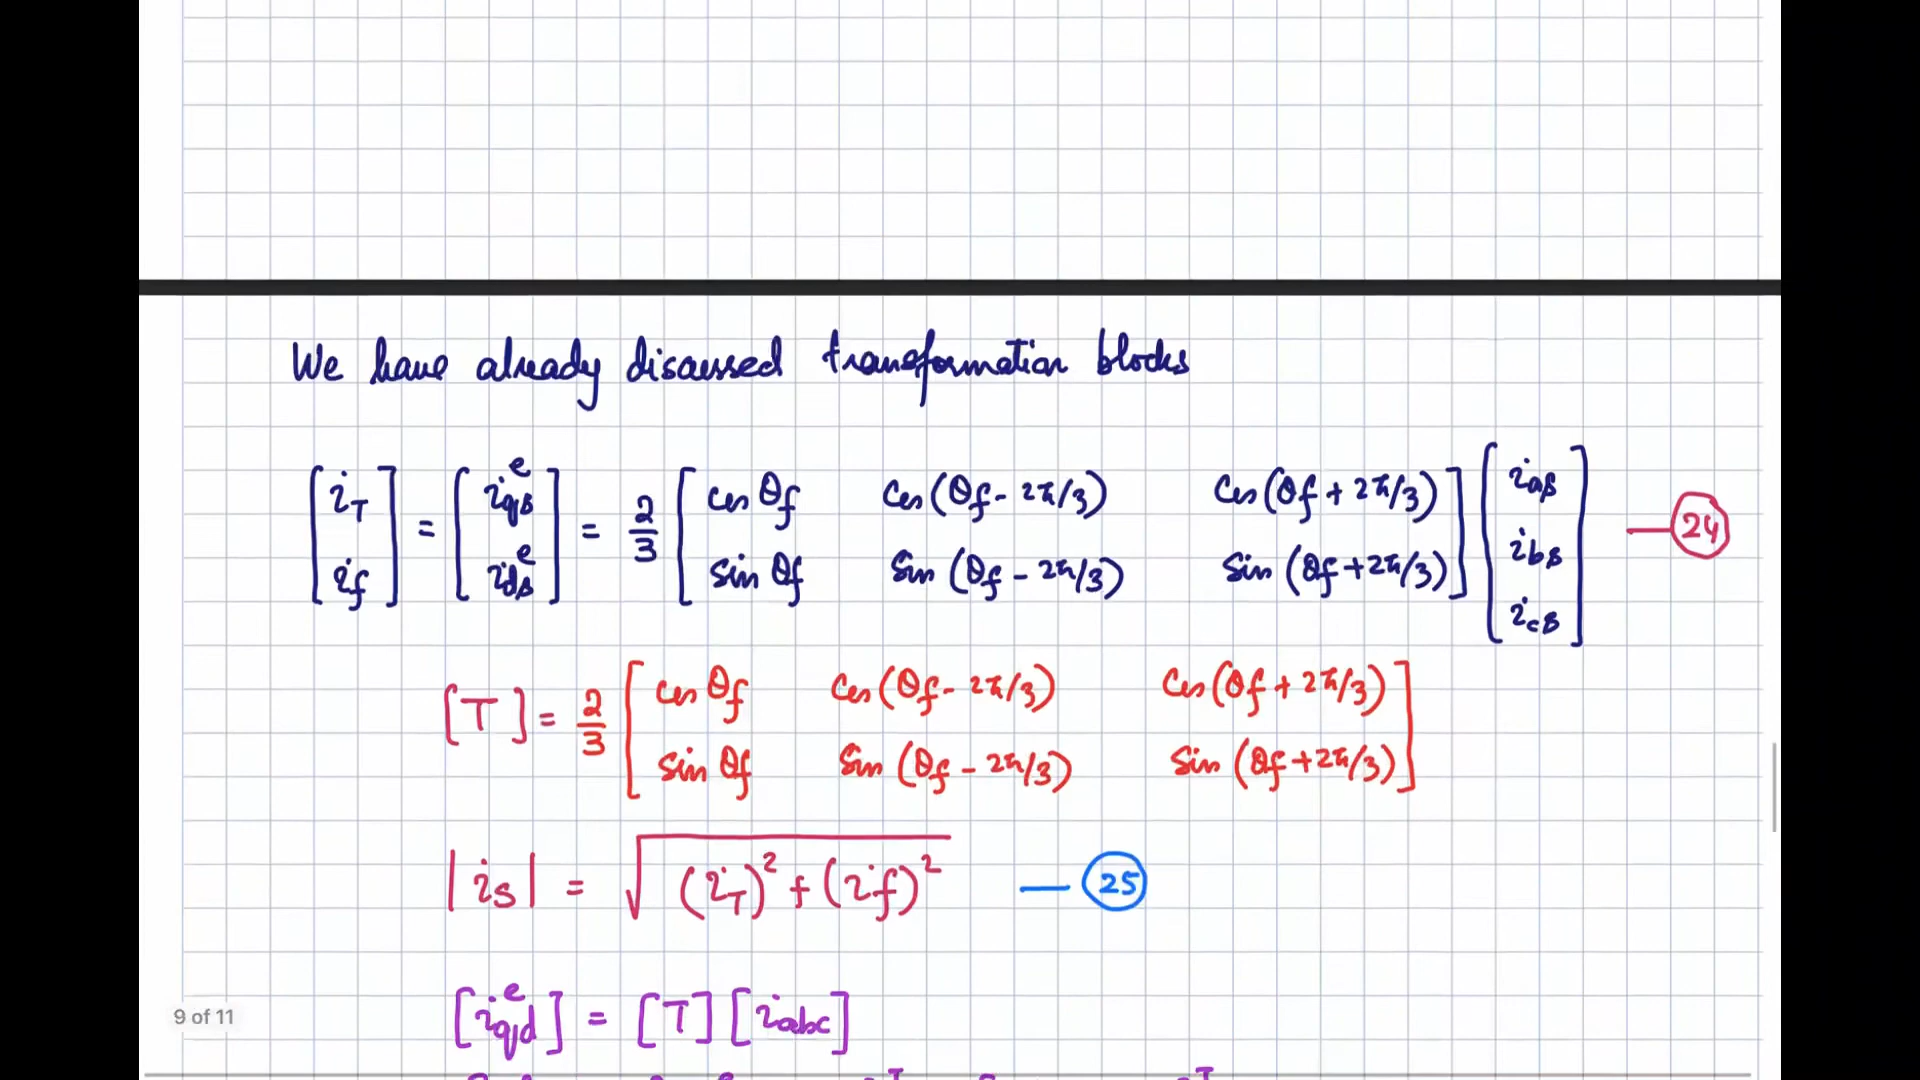 We have already discussed transformation blocks
[i_T i_f] = [i_qs^e i_ds^e] = 2/3 [cos θf cos(θf - 2π/3) cos(θf + 2π/3) sin θf sin(θf - 2π/3) sin(θf + 2π/3)] [i_as i_bs i_cs] — 24
[T] = 2/3 [cos θf cos(θf - 2π/3) cos(θf + 2π/3) sin θf sin(θf - 2π/3) sin(θf + 2π/3)]
|i_s| = √((i_T)² + (i_f)²) — 25
[i_qd^e] = [T] [i_abc]
9 of 11